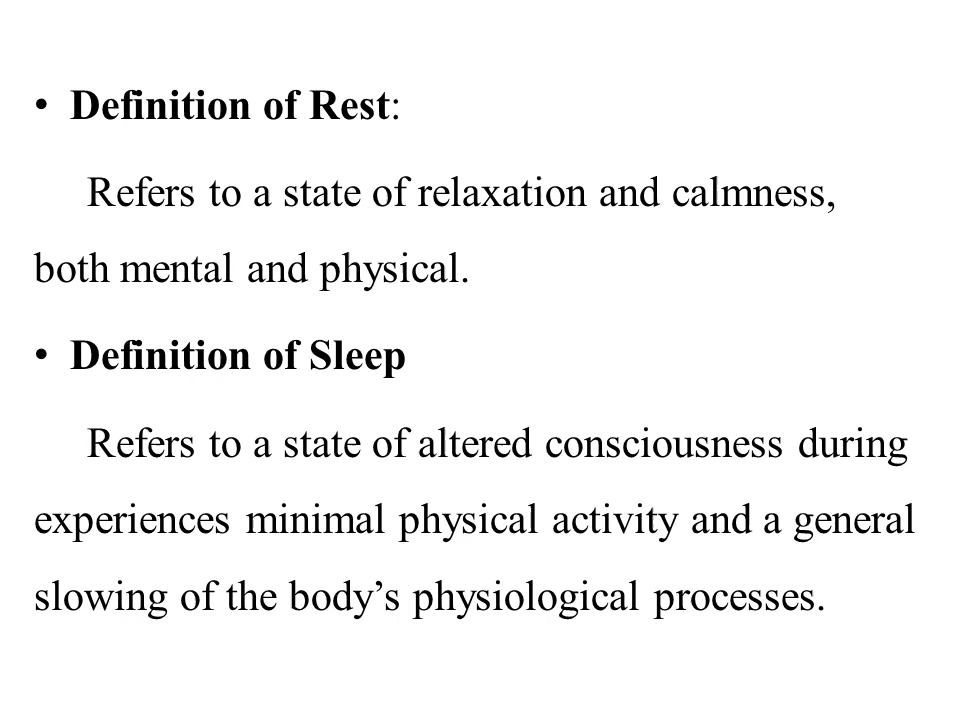 • Definition of Rest:
Refers to a state of relaxation and calmness,
both mental and physical.
• Definition of Sleep
Refers to a state of altered consciousness during
experiences minimal physical activity and a general
slowing of the body’s physiological processes.